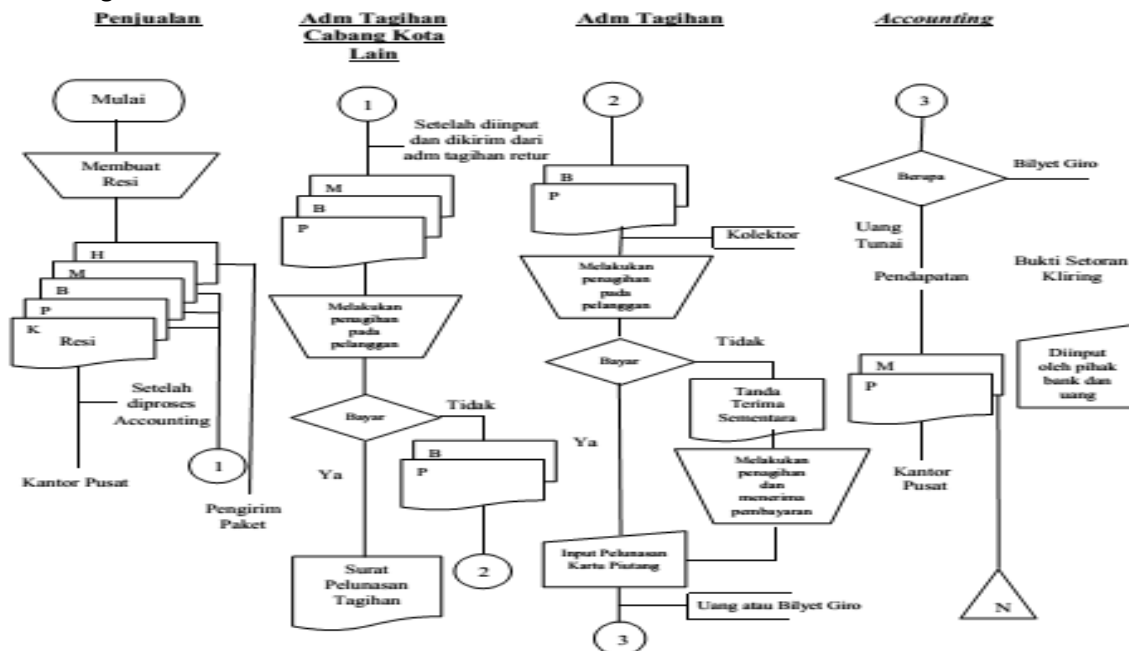 Penjualan
Adm Tagihan
Cabang Kota
Lain
Adm Tagihan
Accounting
Mulai
Membuat
Resi
H
M
B
P
K
Resi
Setelah
diproses
Accounting
Kantor Pusat
1
Pengirim
Paket
1
Setelah diinput
dan dikirim dari
adm tagihan retur
M
B
P
Melakukan
penagihan
pada
pelanggan
Bayar
Tidak
Ya
B
P
2
Surat
Pelunasan
Tagihan
2
B
P
Kolektor
Melakukan
penagihan
pada
pelanggan
Bayar
Tidak
Ya
Tanda
Terima
Sementara
Melakukan
penagihan
dan
menerima
pembayaran
Input Pelunasan
Kartu Piutang
Uang atau Bilyet Giro
3
3
Berupa
Bilyet Giro
Uang
Tunai
Pendapatan
Bukti Setoran
Kliring
M
P
Diinput
oleh pihak
bank dan
uang
Kantor
Pusat
N